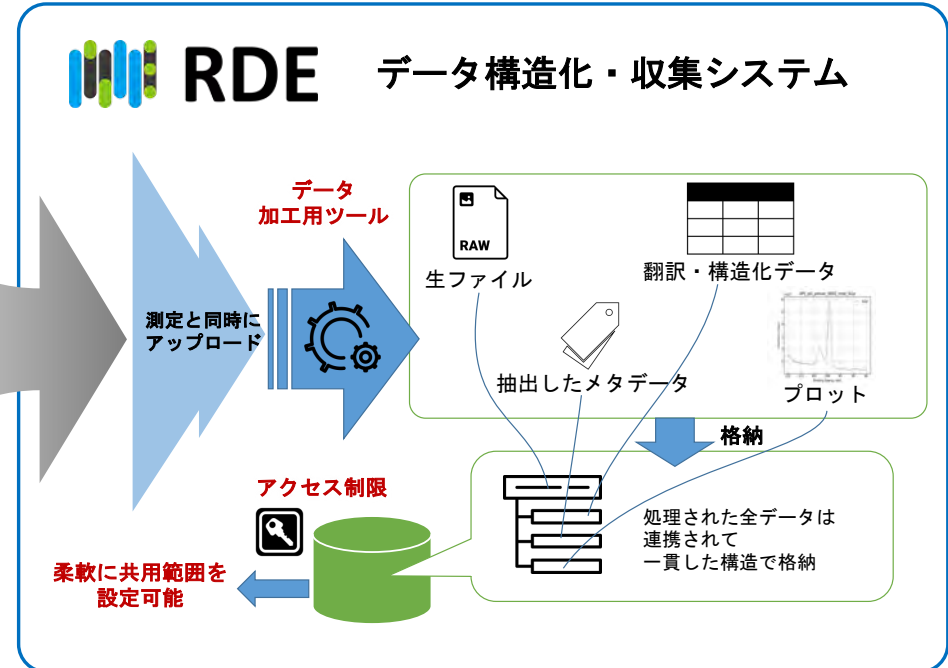 RDE データ構造化・収集システム
データ
加工用ツール
測定と同時に
アップロード
RAW
生ファイル
翻訳・構造化データ
抽出したメタデータ
プロット
格納
アクセス制限
処理された全データは
連携されて
一貫した構造で格納
柔軟に共用範囲を
設定可能